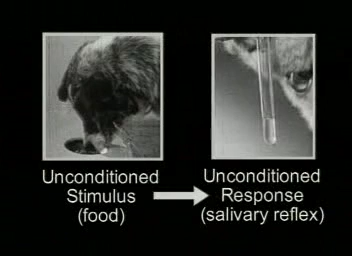 Unconditioned
Stimulus
(food)
Unconditioned
Response
(salivary reflex)